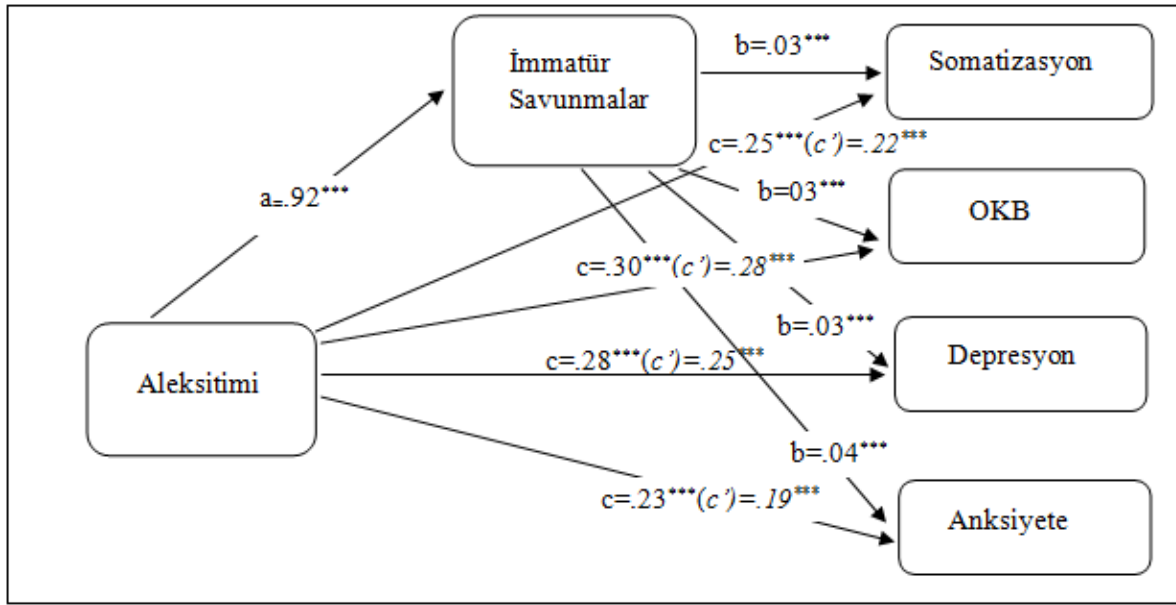 İmmatür
Savunmalar
b=.03***
Somatizasyon
c=.25***(c’)=.22***
a=.92***
b=03***
OKB
c=.30***(c’)=.28***
b=.03***
Depresyon
c=.28***(c’)=.25***
Aleksitimi
b=.04***
c=.23***(c’)=.19***
Anksiyete